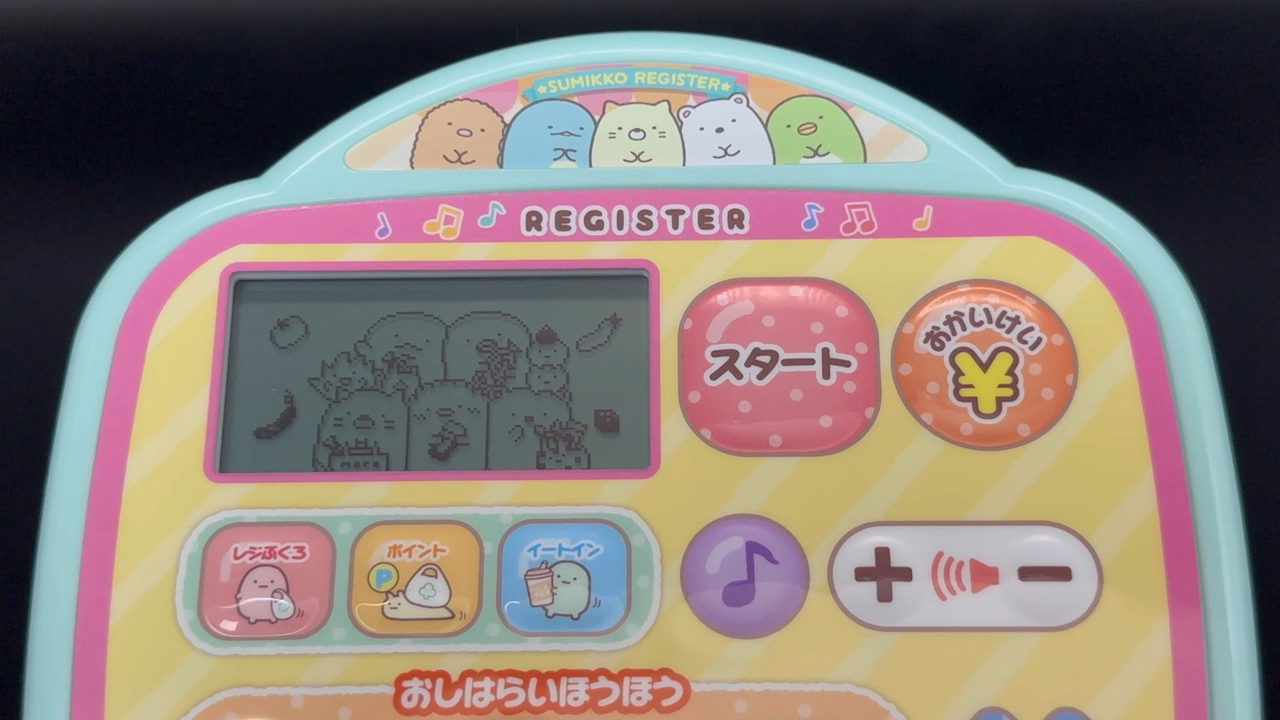 ★SUMIKKO REGISTER★
REGISTER
スタート
おかいけい
¥
レジぶくろ
ポイント
P
イートイン
+
−
おしはらいほうほう